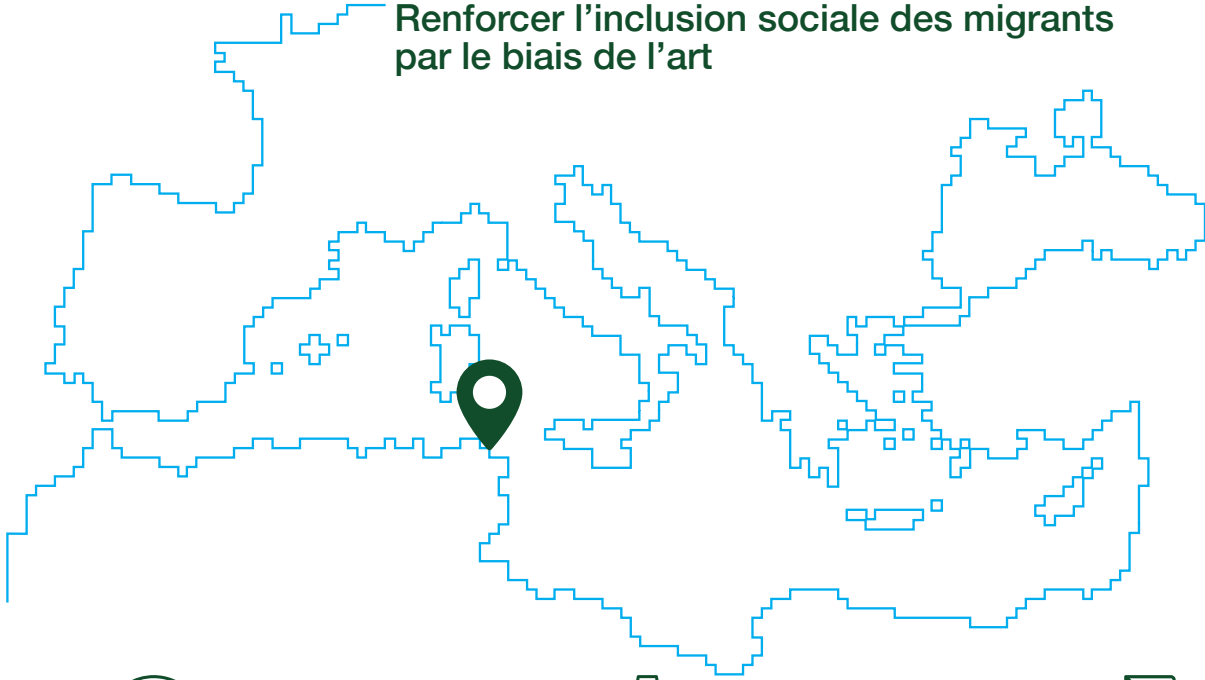 Renforcer l’inclusion sociale des migrants
par le biais de l’art